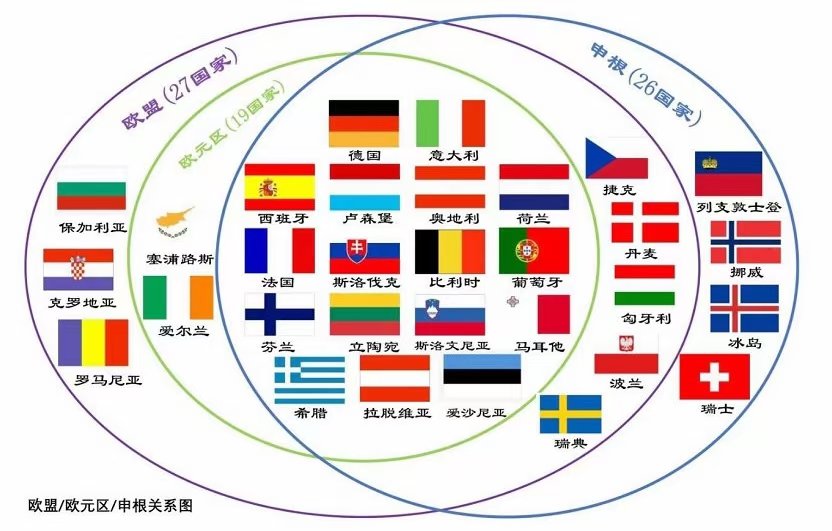 欧盟(27国家)
欧元区(19国家)
申根(26国家)
德国
意大利
捷克
列支敦士登
保加利亚
塞浦路斯
西班牙
卢森堡
奥地利
荷兰
丹麦
挪威
克罗地亚
爱尔兰
法国
斯洛伐克
比利时
葡萄牙
匈牙利
冰岛
罗马尼亚
芬兰
立陶宛
斯洛文尼亚
马耳他
波兰
瑞士
希腊
拉脱维亚
爱沙尼亚
瑞典
欧盟/欧元区/申根关系图